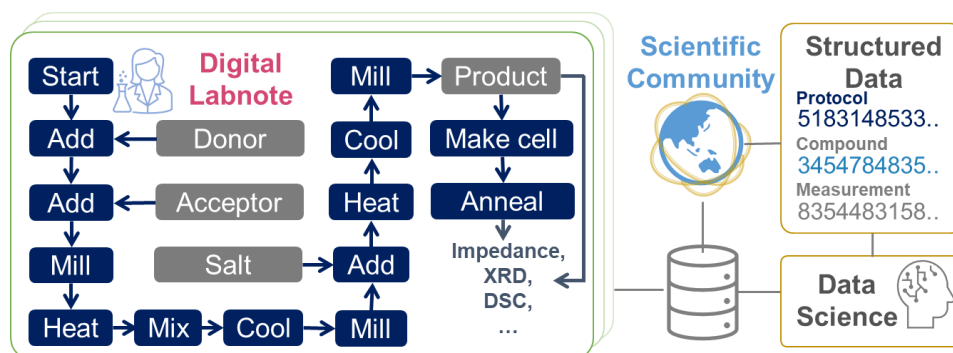 Digital
Labnote
Start
Add
Donor
Add
Acceptor
Mill
Salt
Heat
Mix
Cool
Mill
Add
Heat
Cool
Mill
Product
Make cell
Anneal
Impedance,
XRD,
DSC,
...
Scientific
Community
Structured
Data
Protocol
5183148533..
Compound
3454784835..
Measurement
8354483158..
Data
Science